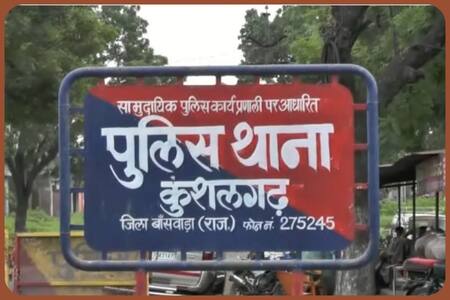 सामुदायिक पुलिस कार्य प्रणाली पर आधारित
पुलिस थाना
कुशलगढ़
जिला बाँसवाड़ा (राज.) फोन नं. 275245